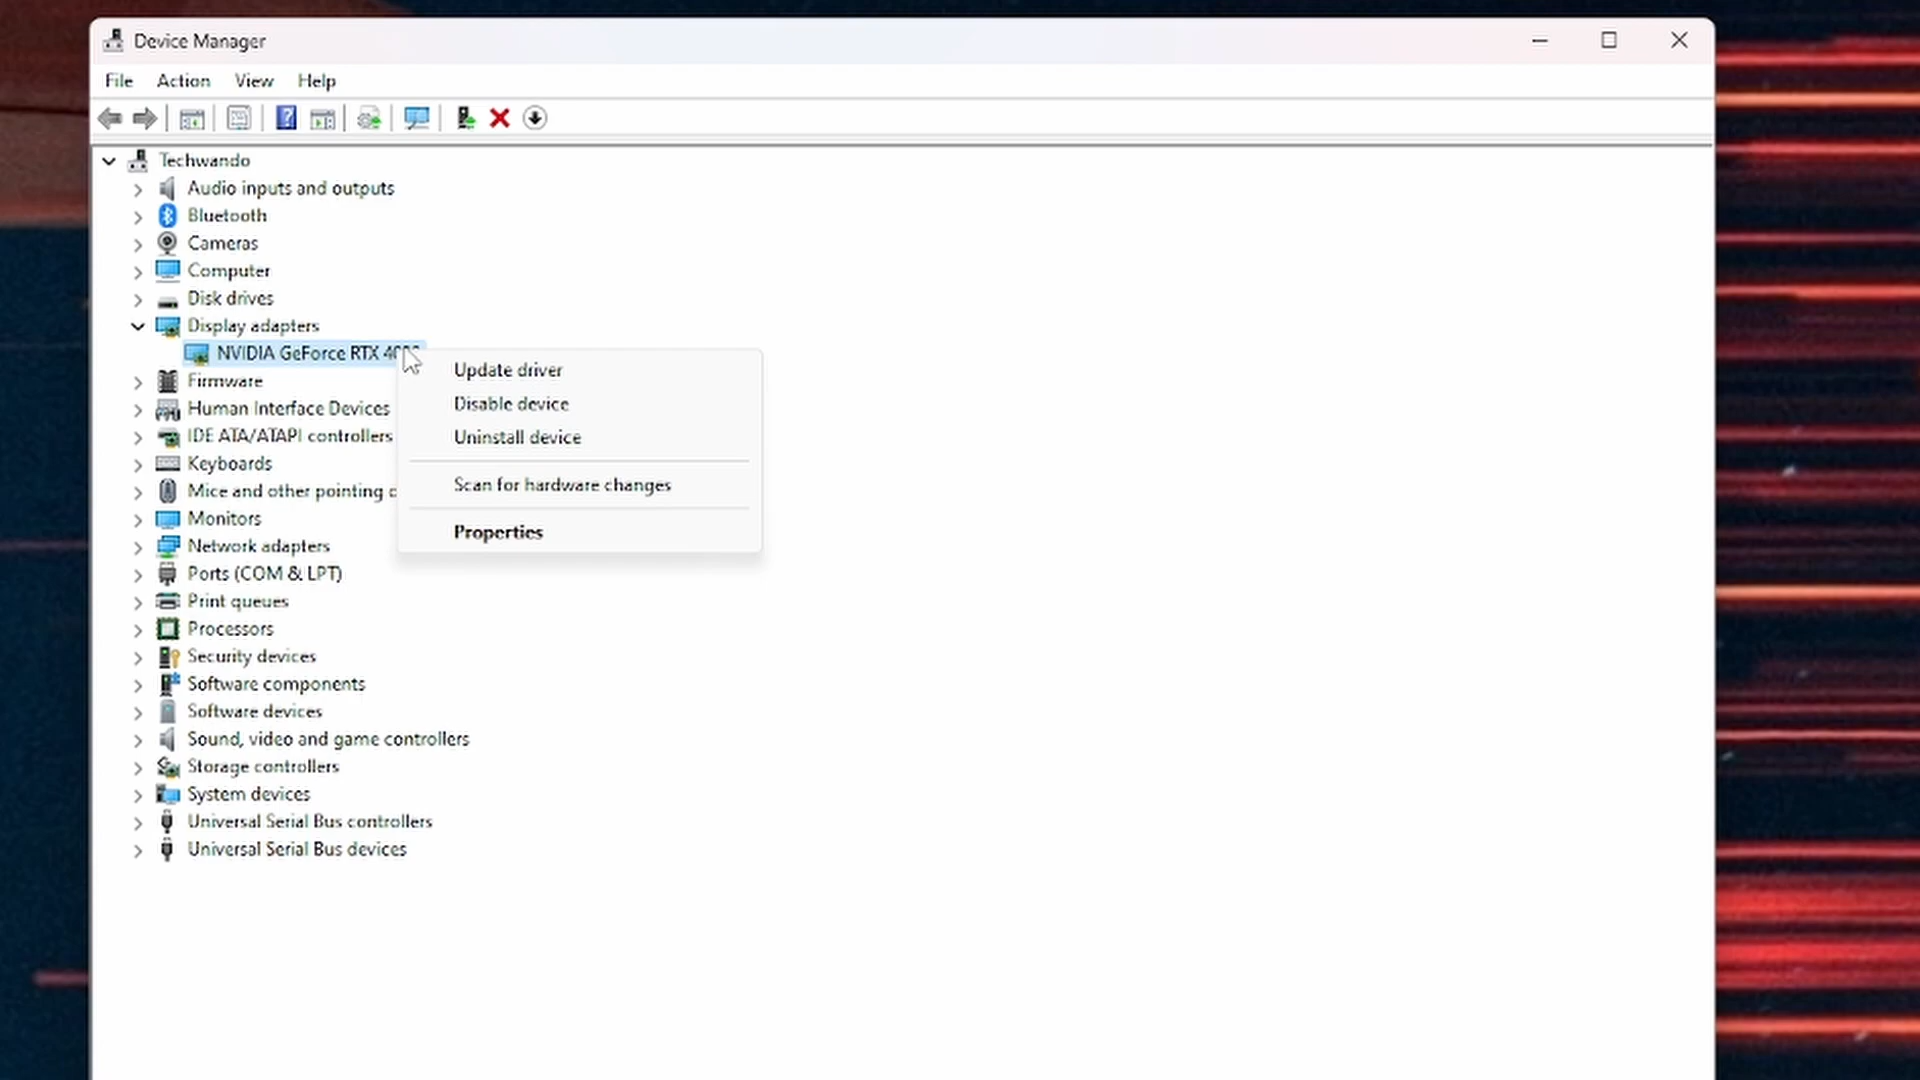 Device Manager
File Action View Help
Techwando
Audio inputs and outputs
Bluetooth
Cameras
Computer
Disk drives
Display adapters
NVIDIA GeForce RTX
Update driver
Disable device
Uninstall device
Scan for hardware changes
Properties
Firmware
Human Interface Devices
IDE ATA/ATAPI controllers
Keyboards
Mice and other pointing
Monitors
Network adapters
Ports (COM & LPT)
Print queues
Processors
Security devices
Software components
Software devices
Sound, video and game controllers
Storage controllers
System devices
Universal Serial Bus controllers
Universal Serial Bus devices